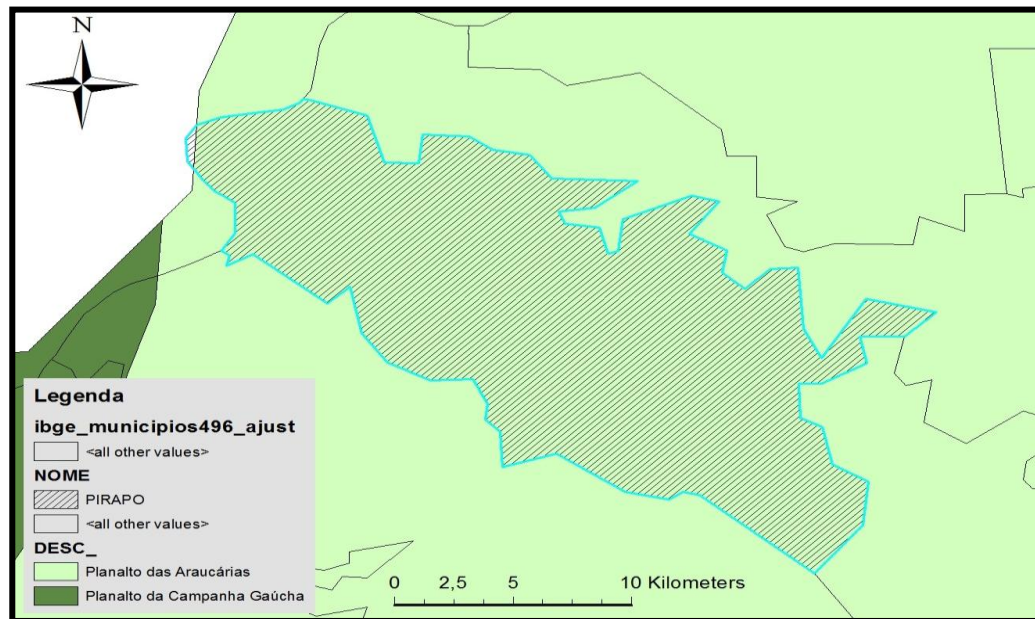 N
Legenda
ibge_municipios496_ajust
<all other values>
NOME
PIRAPO
<all other values>
DESC_
Planalto das Araucárias
Planalto da Campanha Gaúcha
0 2,5 5 10 Kilometers